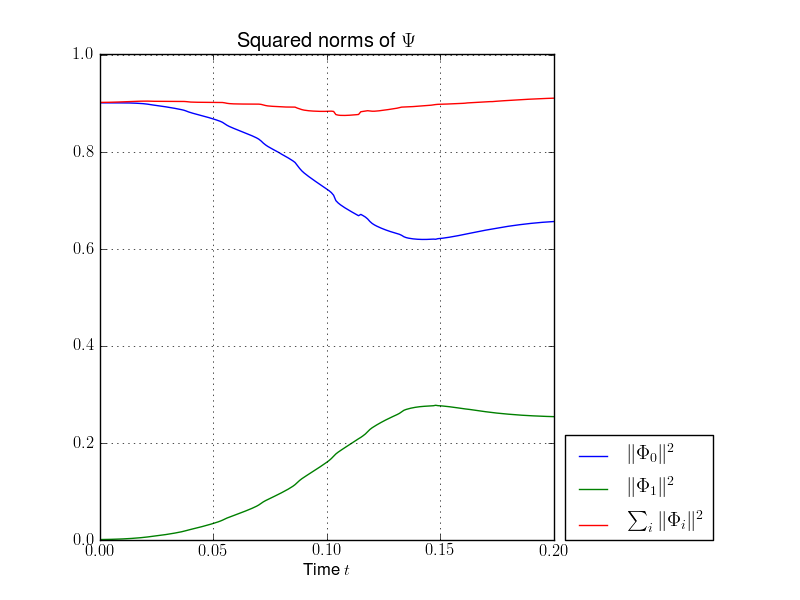 Squared norms of Ψ
1.0
0.8
0.6
0.4
0.2
0.0
0.00 0.05 0.10 0.15 0.20
Time t
‖Φ₀‖²
‖Φ₁‖²
∑ᵢ ‖Φᵢ‖²